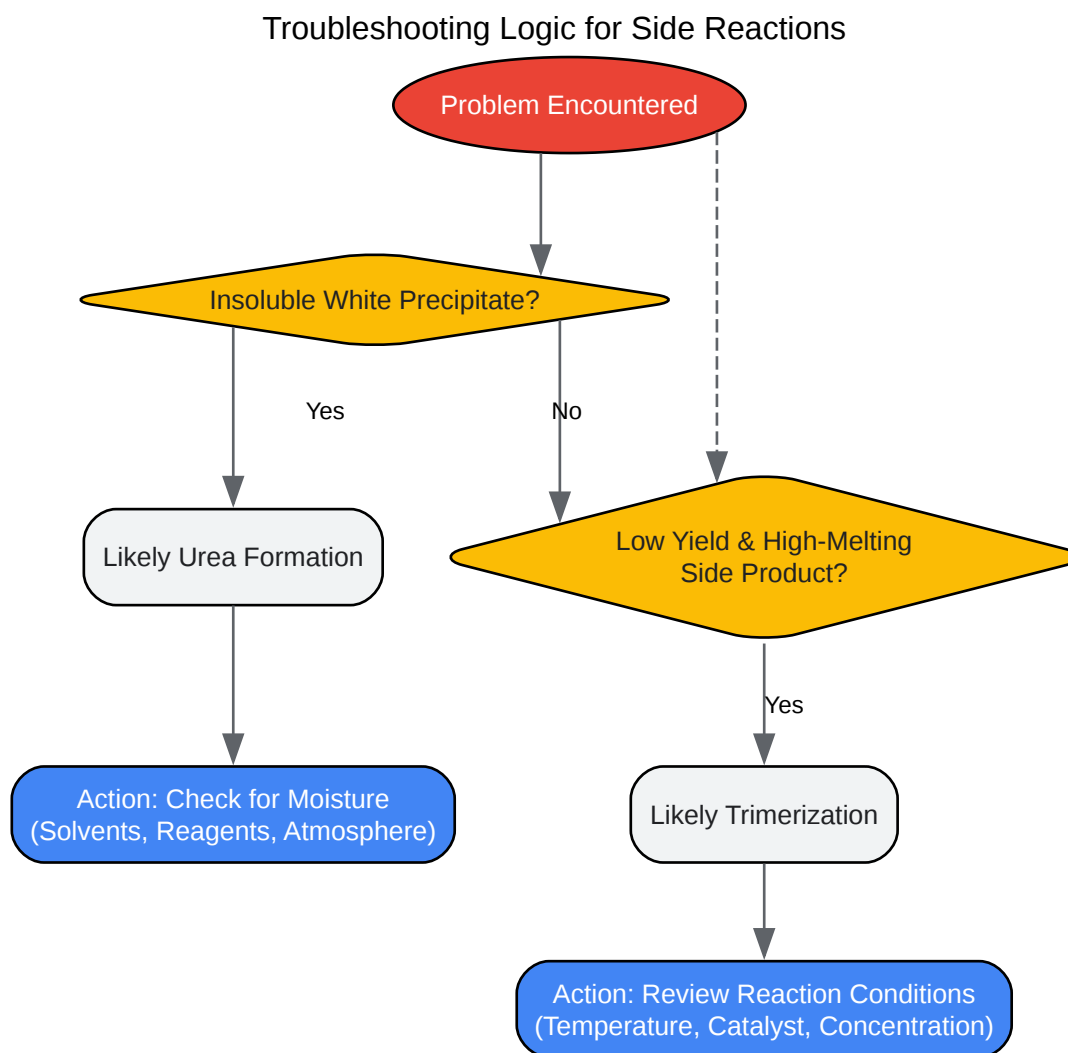 Troubleshooting Logic for Side Reactions
Problem Encountered
Insoluble White Precipitate?
Yes
No
Likely Urea Formation
Low Yield & High-Melting
Side Product?
Yes
Action: Check for Moisture
(Solvents, Reagents, Atmosphere)
Likely Trimerization
Action: Review Reaction Conditions
(Temperature, Catalyst, Concentration)